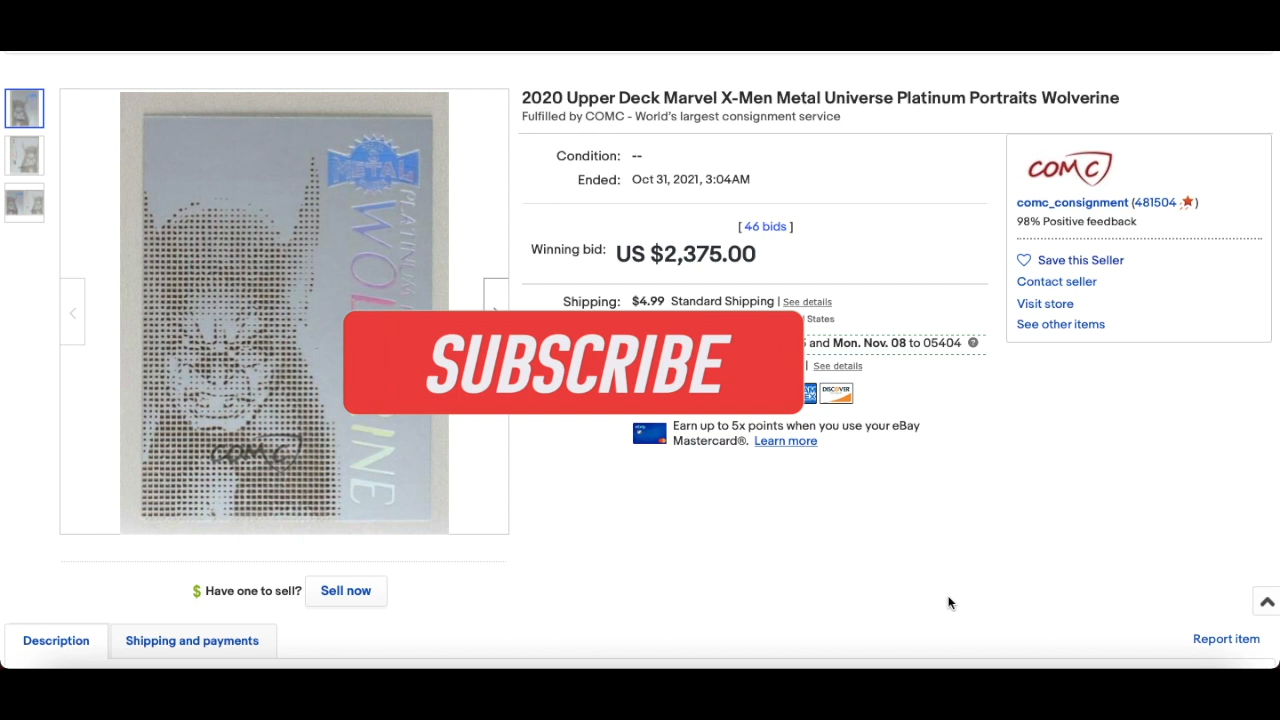 2020 Upper Deck Marvel X-Men Metal Universe Platinum Portraits Wolverine
Fulfilled by COMC - World's largest consignment service
METAL
PLATINUM
WOL
INE
COMC
Condition: --
Ended: Oct 31, 2021, 3:04AM
[ 46 bids ]
Winning bid: US $2,375.00
Shipping: $4.99 Standard Shipping | See details
States
and Mon. Nov. 08 to 05404
| See details
DISCOVER
Earn up to 5x points when you use your eBay
Mastercard®. Learn more
SUBSCRIBE
COMC
comc_consignment (481504 )
98% Positive feedback
Save this Seller
Contact seller
Visit store
See other items
$ Have one to sell? Sell now
Description
Shipping and payments
Report item